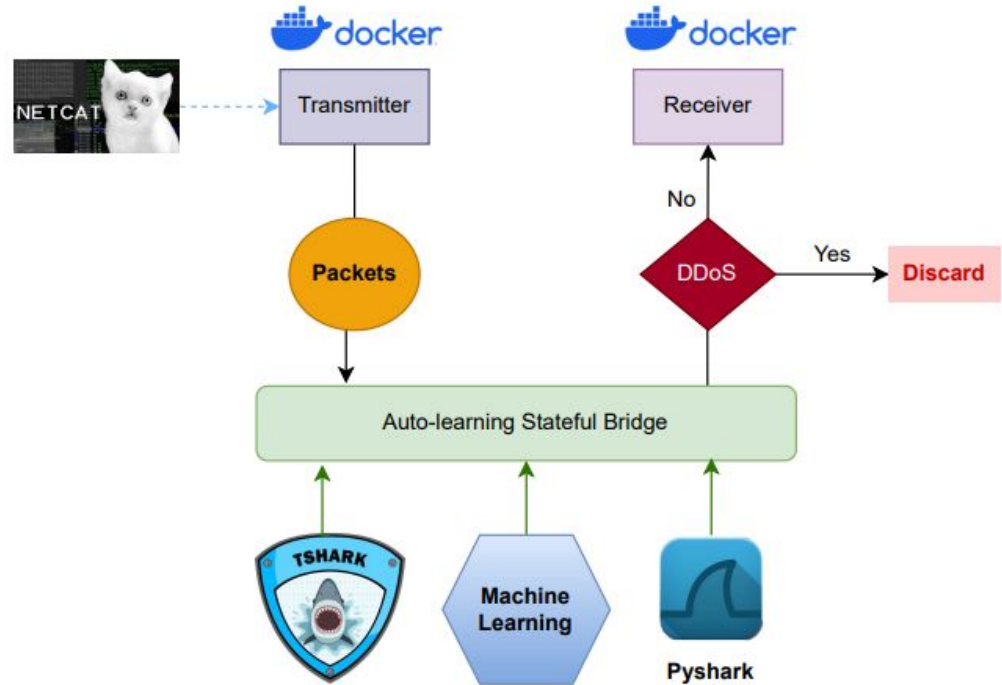 docker
docker
NETCAT
Transmitter
Receiver
No
Packets
DDoS
Yes
Discard
Auto-learning Stateful Bridge
TSHARK
Machine
Learning
Pyshark